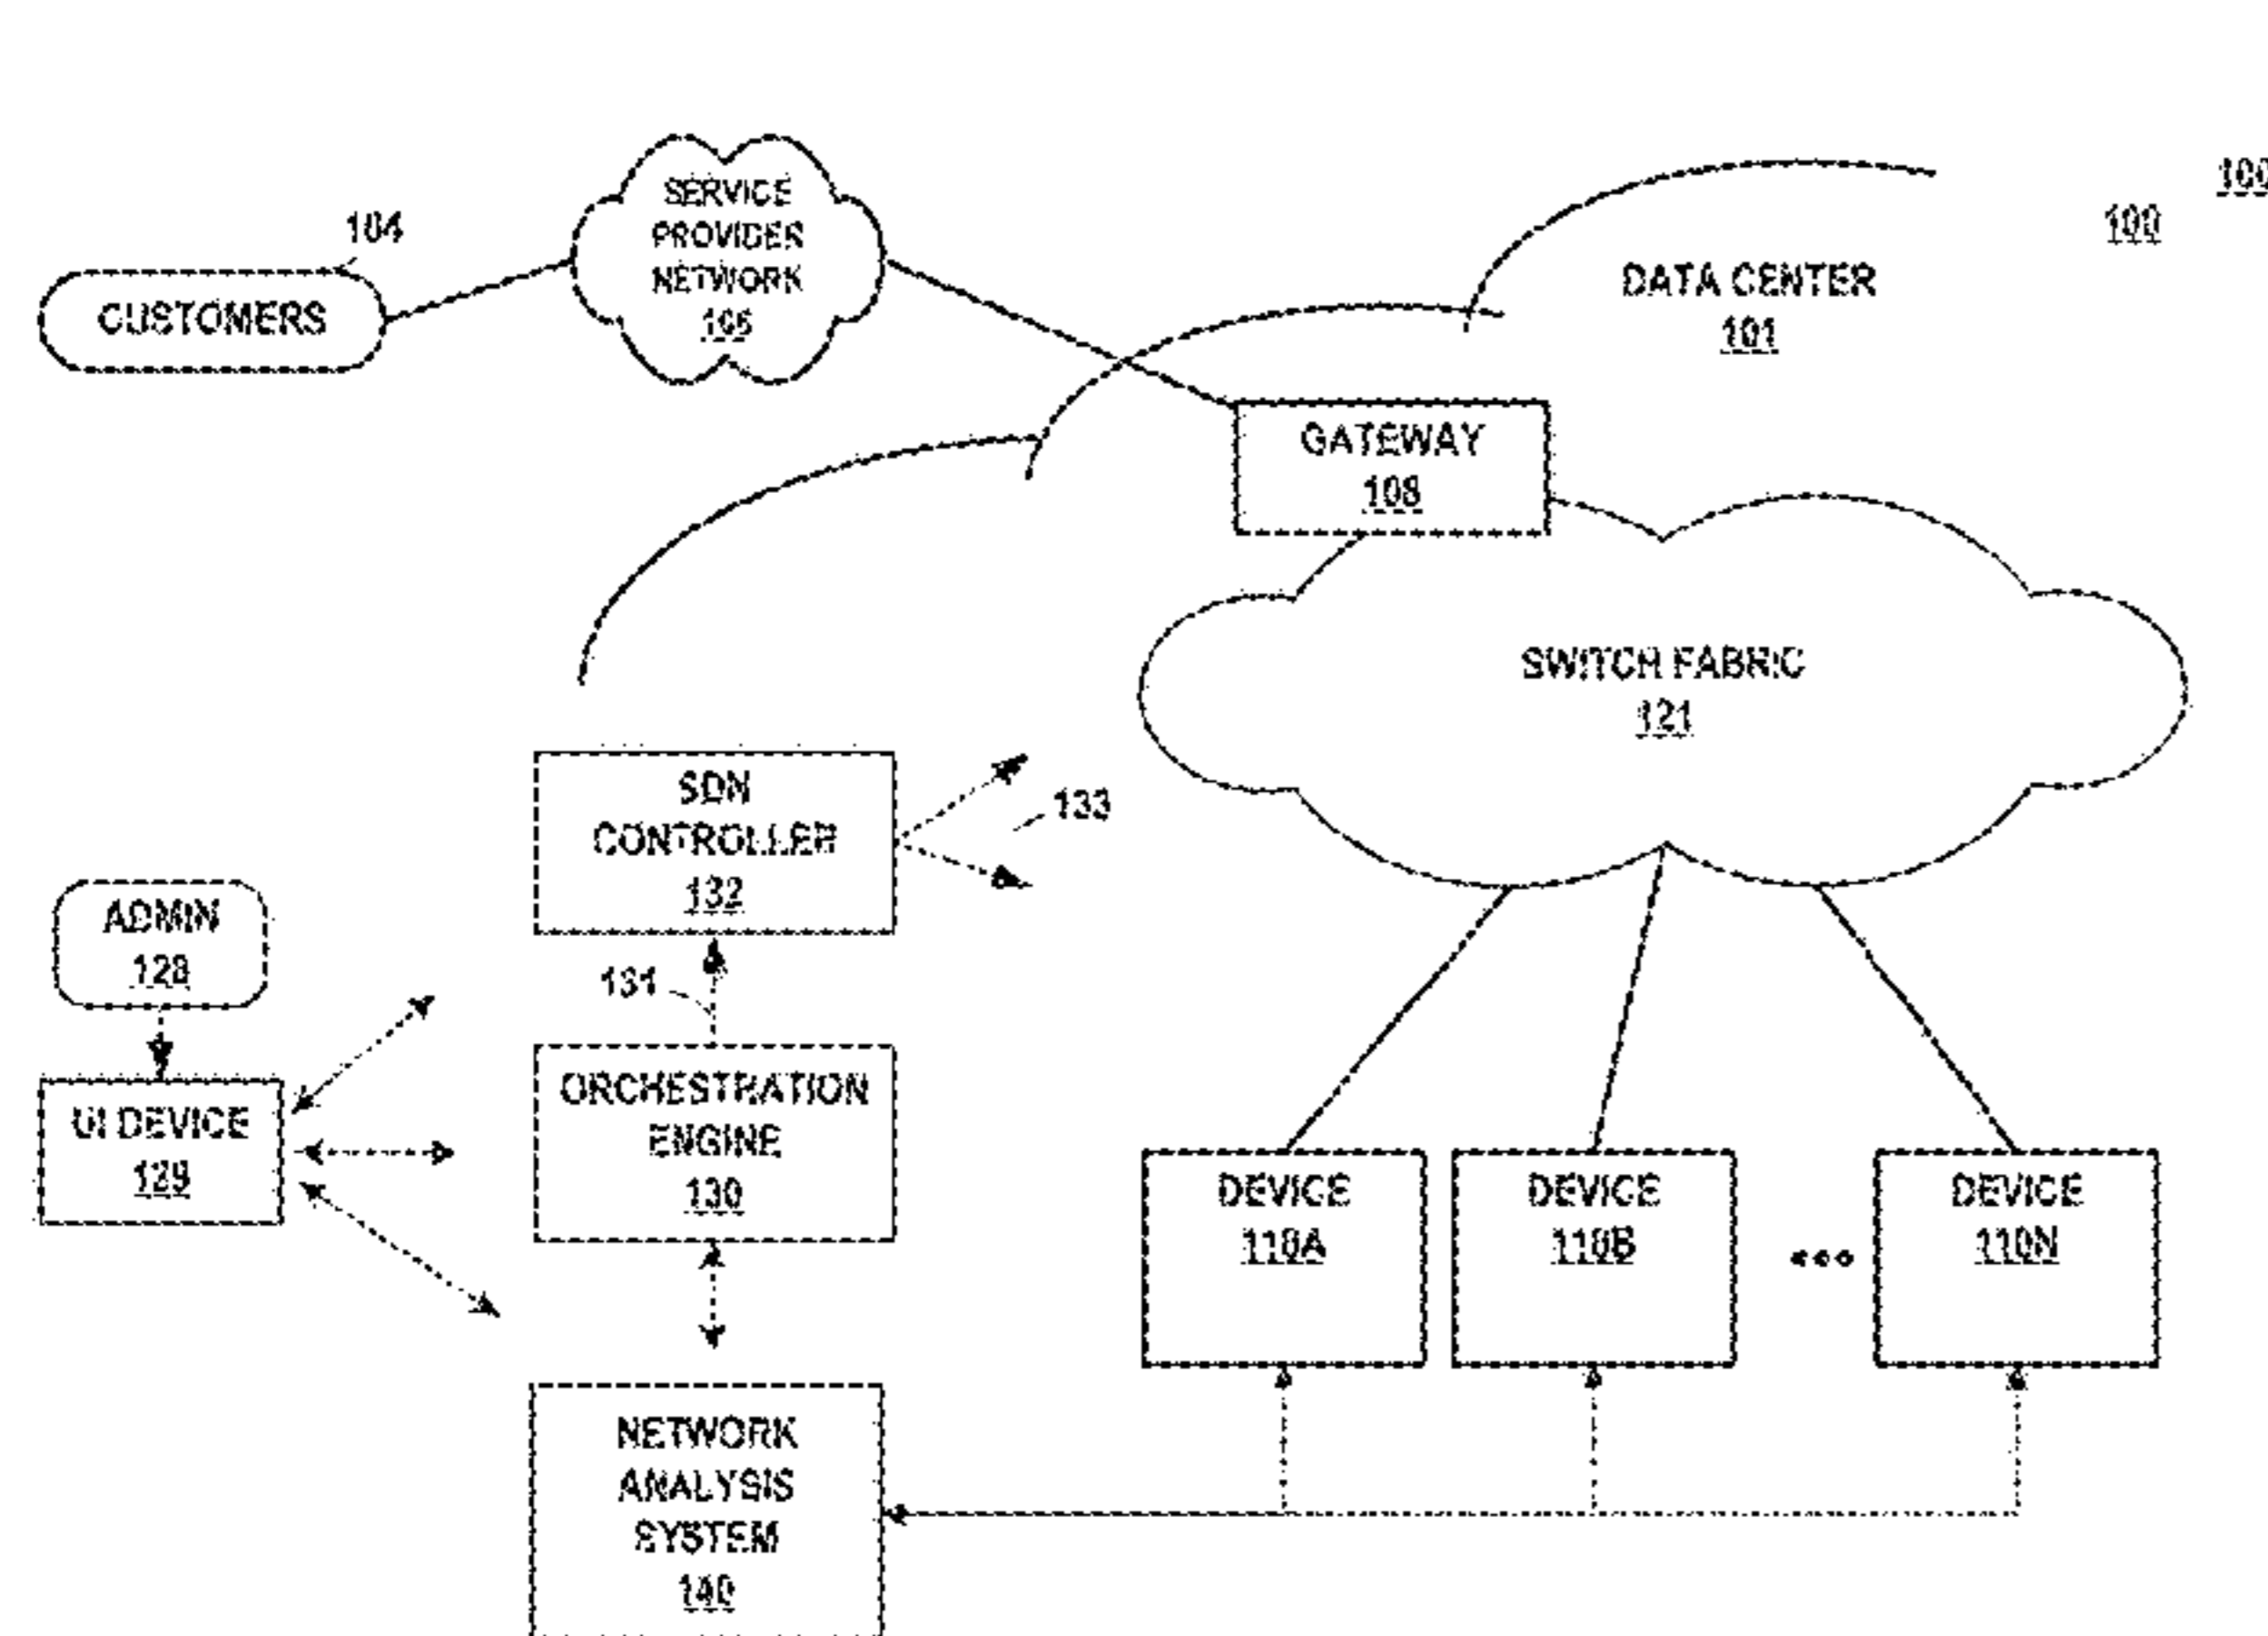 SERVICE
PROVIDER
NETWORK
106
104
CUSTOMERS
100
100
DATA CENTER
101
GATEWAY
108
SWITCH FABRIC
121
SDN
CONTROLLER
132
133
ADMIN
128
131
UI DEVICE
129
ORCHESTRATION
ENGINE
130
DEVICE
110A
DEVICE
110B
DEVICE
110N
NETWORK
ANALYSIS
SYSTEM
140